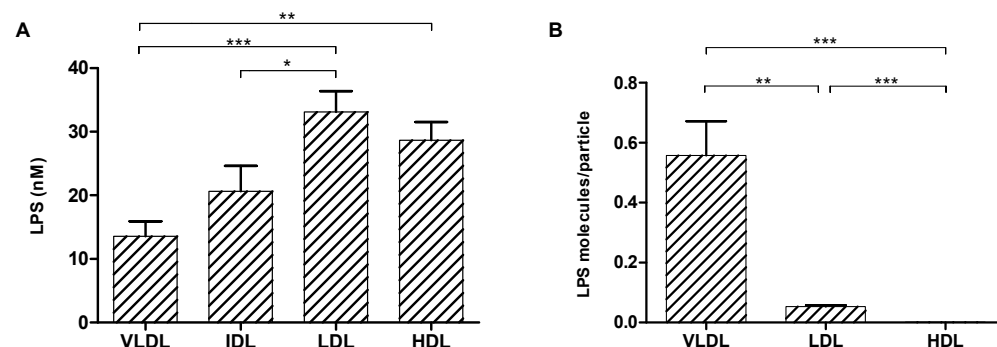 A
**
***
*
LPS (nM)
40
30
20
10
0
VLDL IDL LDL HDL
B
***
** ***
LPS molecules/particle
0.8
0.6
0.4
0.2
0.0
VLDL LDL HDL